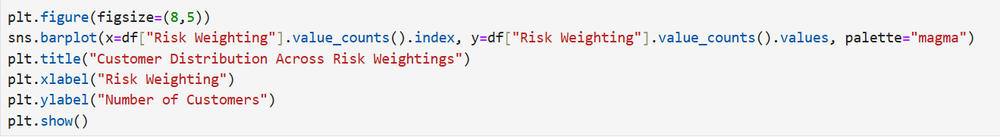 plt.figure(figsize=(8,5))
sns.barplot(x=df["Risk Weighting"].value_counts().index, y=df["Risk Weighting"].value_counts().values, palette="magma")
plt.title("Customer Distribution Across Risk Weightings")
plt.xlabel("Risk Weighting")
plt.ylabel("Number of Customers")
plt.show()